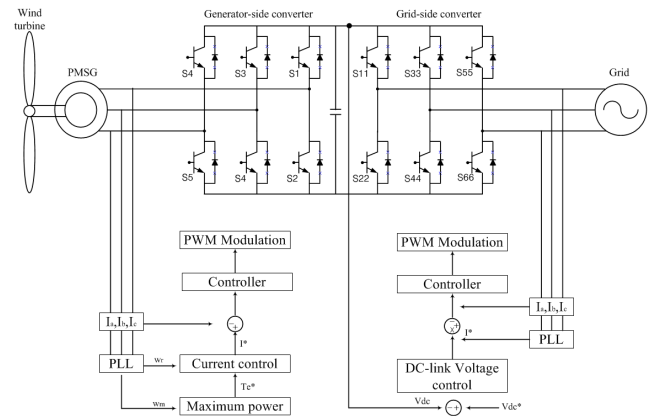 Wind
turbine
Generator-side converter
Grid-side converter
S4
S3
S1
S11
S33
S55
PMSG
Grid
S5
S4
S2
S22
S44
S66
PWM Modulation
PWM Modulation
Controller
Controller
Ia,Ib,Ic
-+
I*
Ia,Ib,Ic
-
x+
I*
PLL
wr
Current control
PLL
DC-link Voltage
control
Te*
wm
Maximum power
Vdc
-+
Vdc*